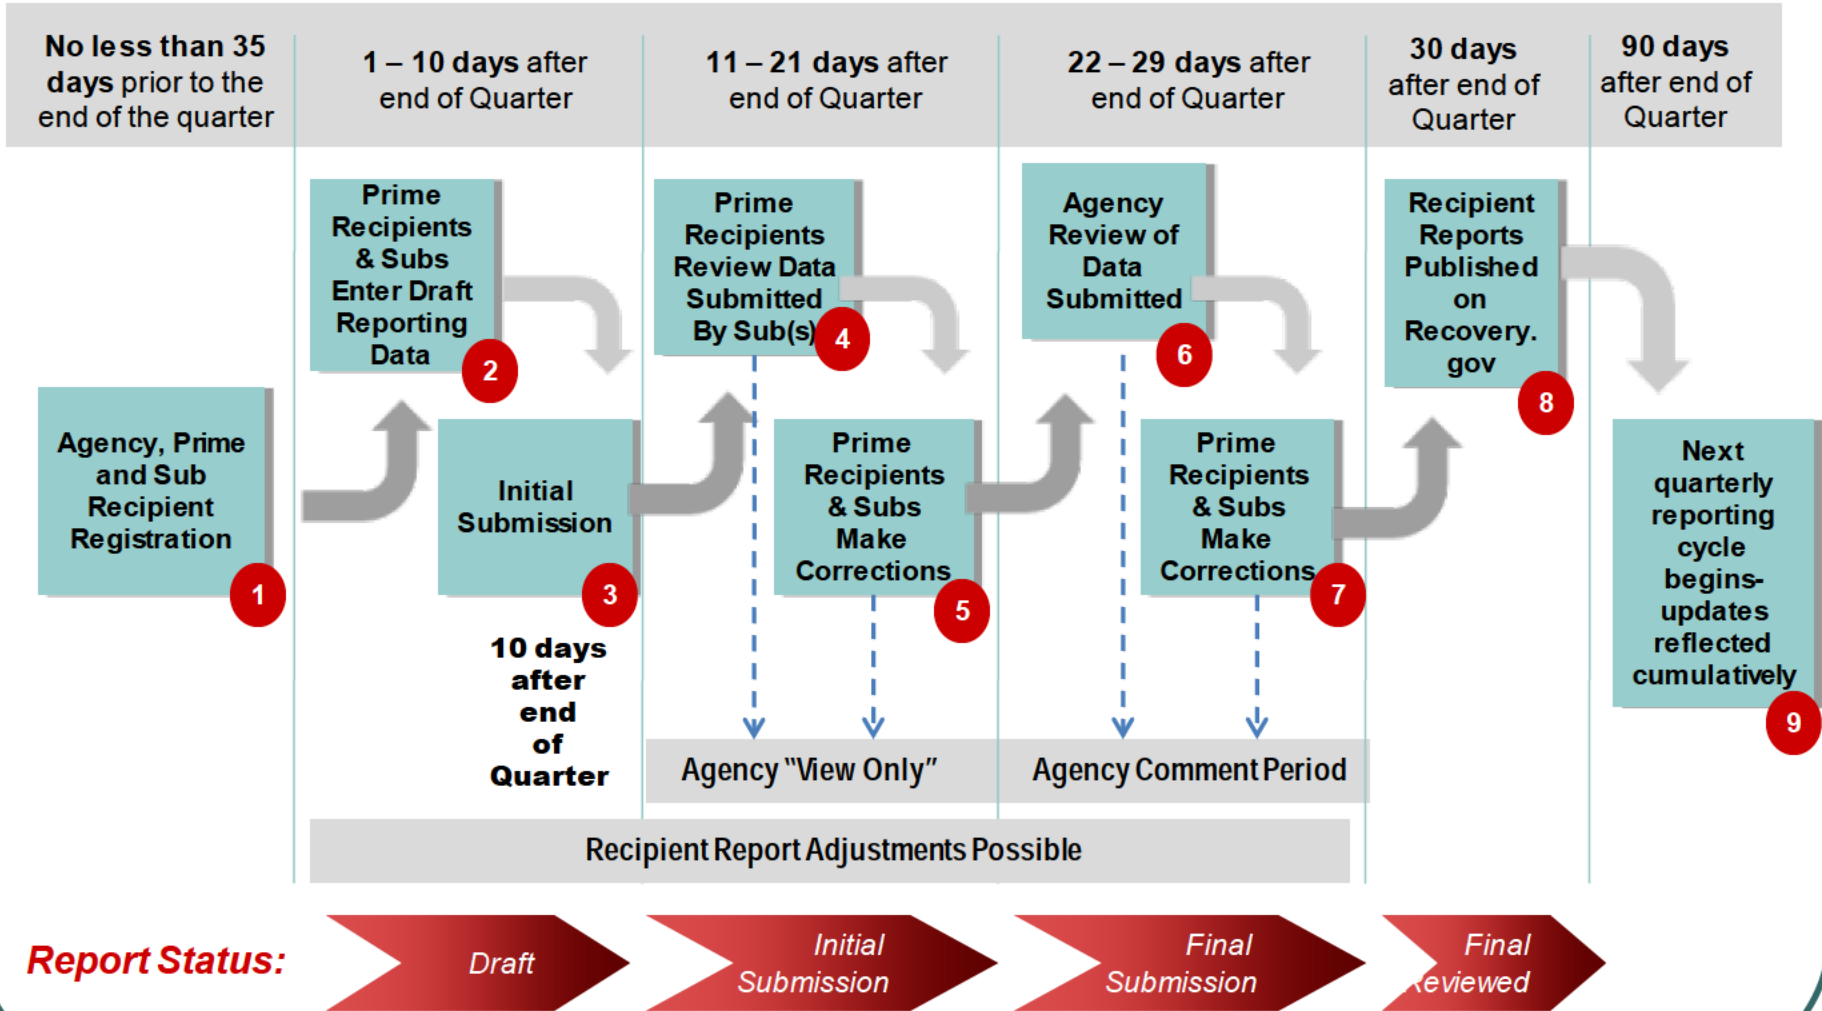 No less than 35
days prior to the
end of the quarter
1 – 10 days after
end of Quarter
11 – 21 days after
end of Quarter
22 – 29 days after
end of Quarter
30 days
after end of
Quarter
90 days
after end of
Quarter
Agency, Prime
and Sub
Recipient
Registration
1
Prime
Recipients
& Subs
Enter Draft
Reporting
Data
2
Initial
Submission
3
10 days
after
end
of
Quarter
Prime
Recipients
Review Data
Submitted
By Sub(s)
4
Prime
Recipients
& Subs
Make
Corrections
5
Agency
Review of
Data
Submitted
6
Prime
Recipients
& Subs
Make
Corrections
7
Recipient
Reports
Published
on
Recovery.
gov
8
Next
quarterly
reporting
cycle
begins-
updates
reflected
cumulatively
9
Agency "View Only"
Agency Comment Period
Recipient Report Adjustments Possible
Report Status:
Draft
Initial
Submission
Final
Submission
Final
Reviewed